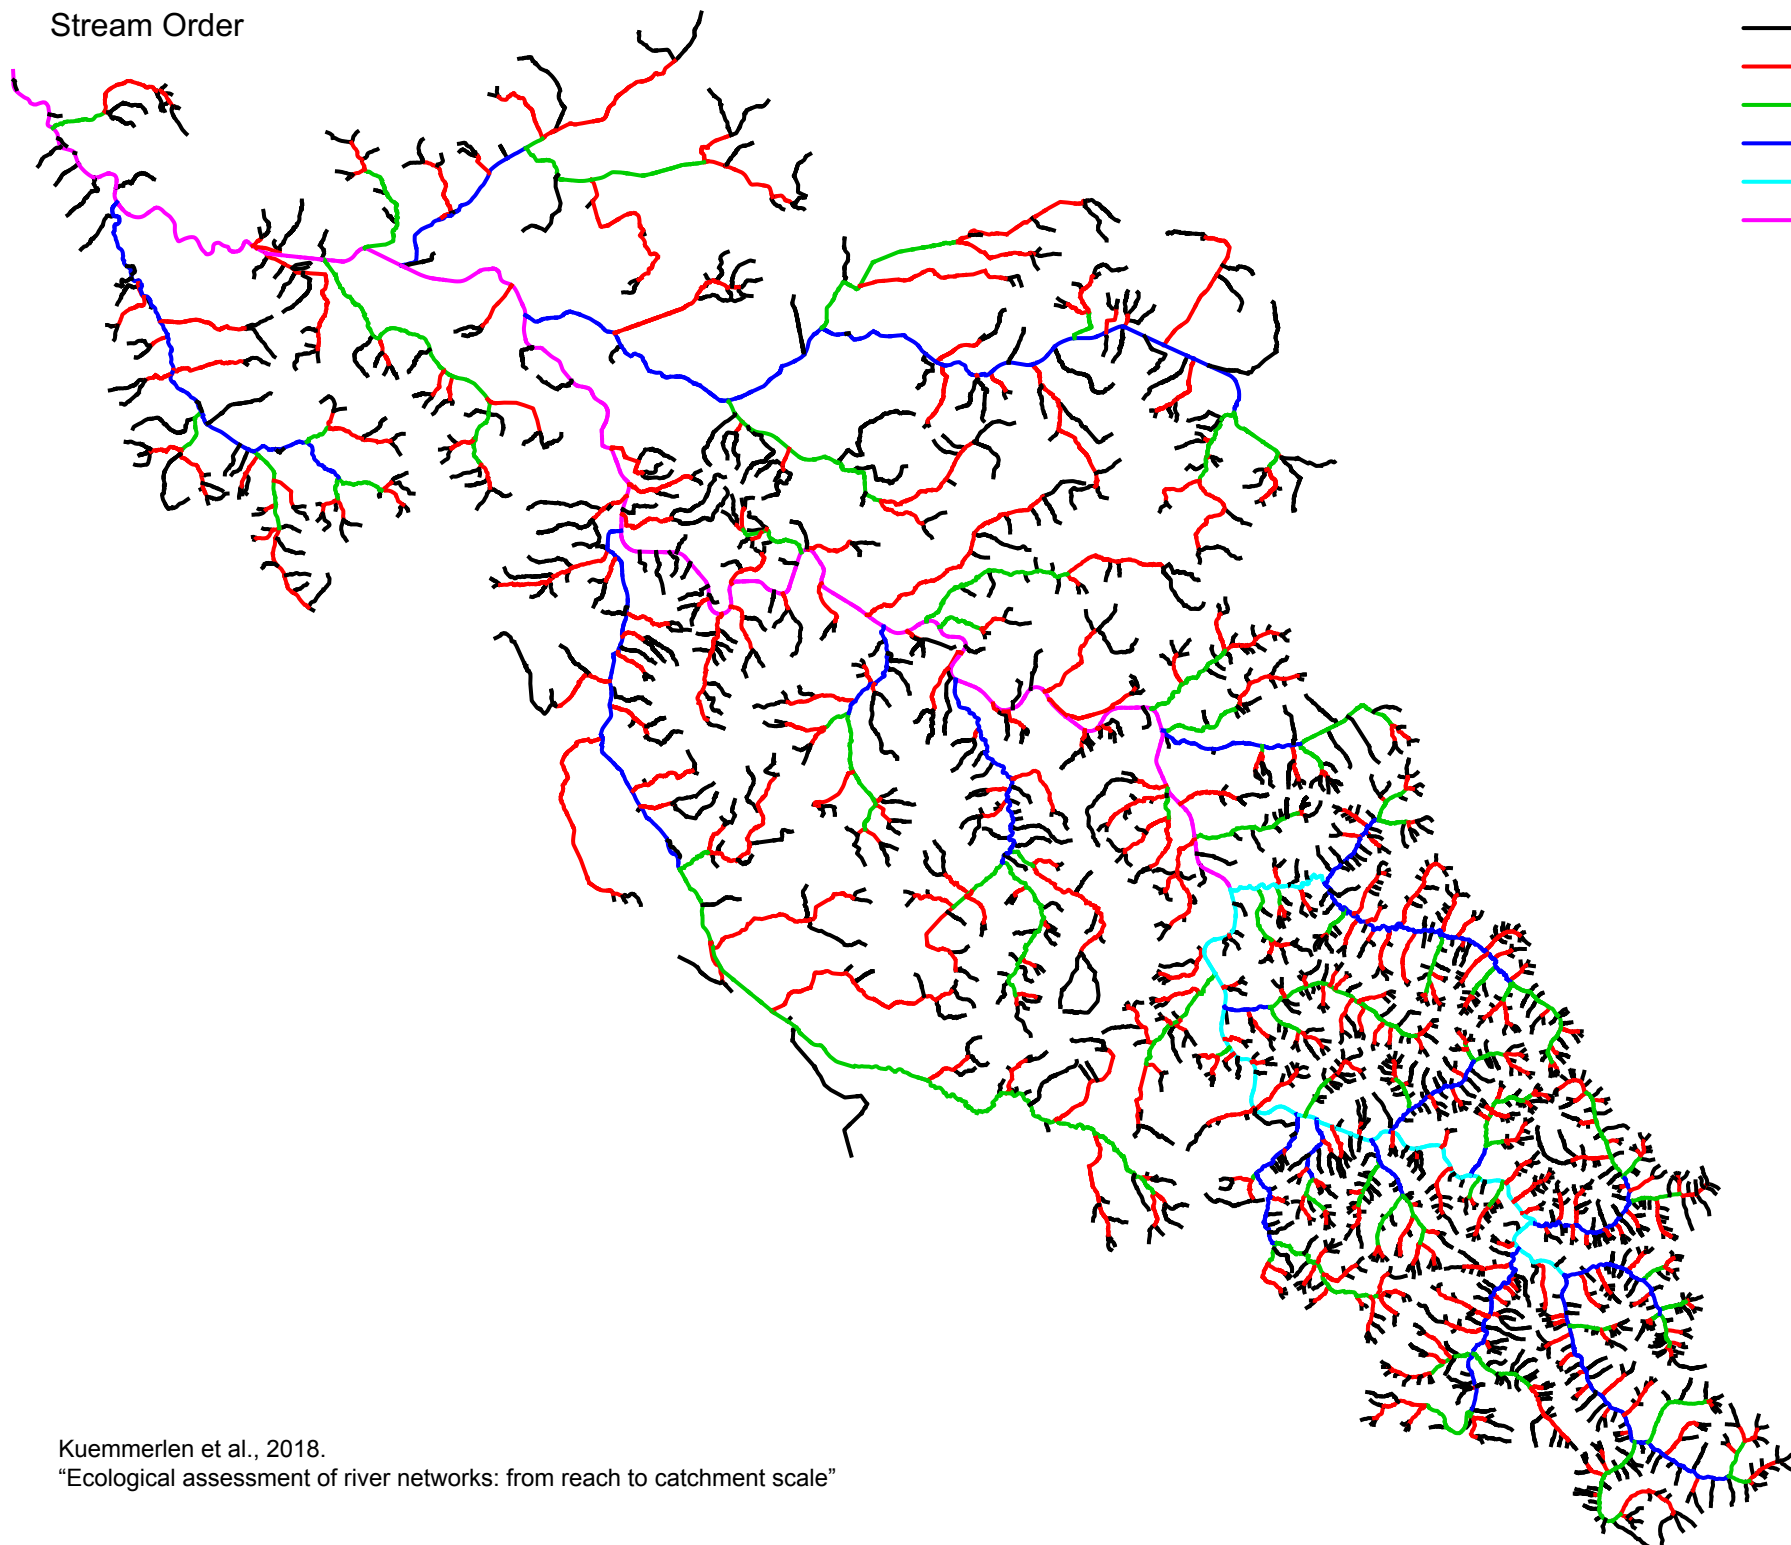 Stream Order
Kuemmerlen et al., 2018.
“Ecological assessment of river networks: from reach to catchment scale”